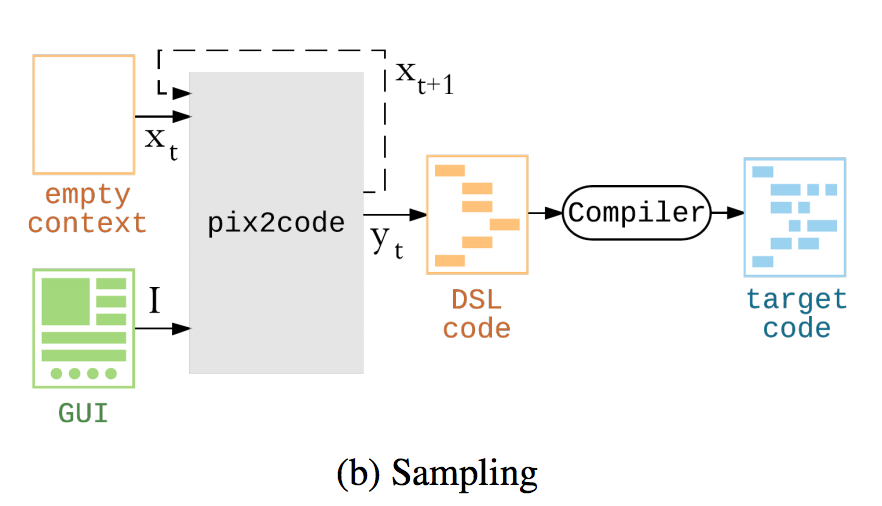 x_t
x_{t+1}
empty
context
pix2code
y_t
Compiler
I
DSL
code
target
code
GUI
(b) Sampling